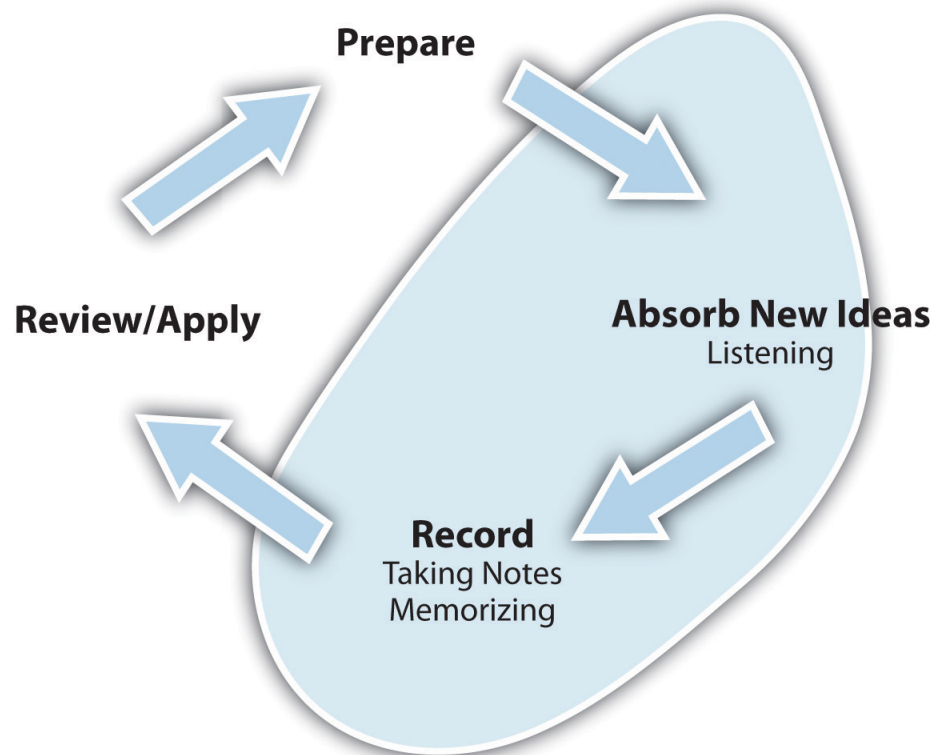 Prepare
Review/Apply
Absorb New Ideas
Listening
Record
Taking Notes
Memorizing